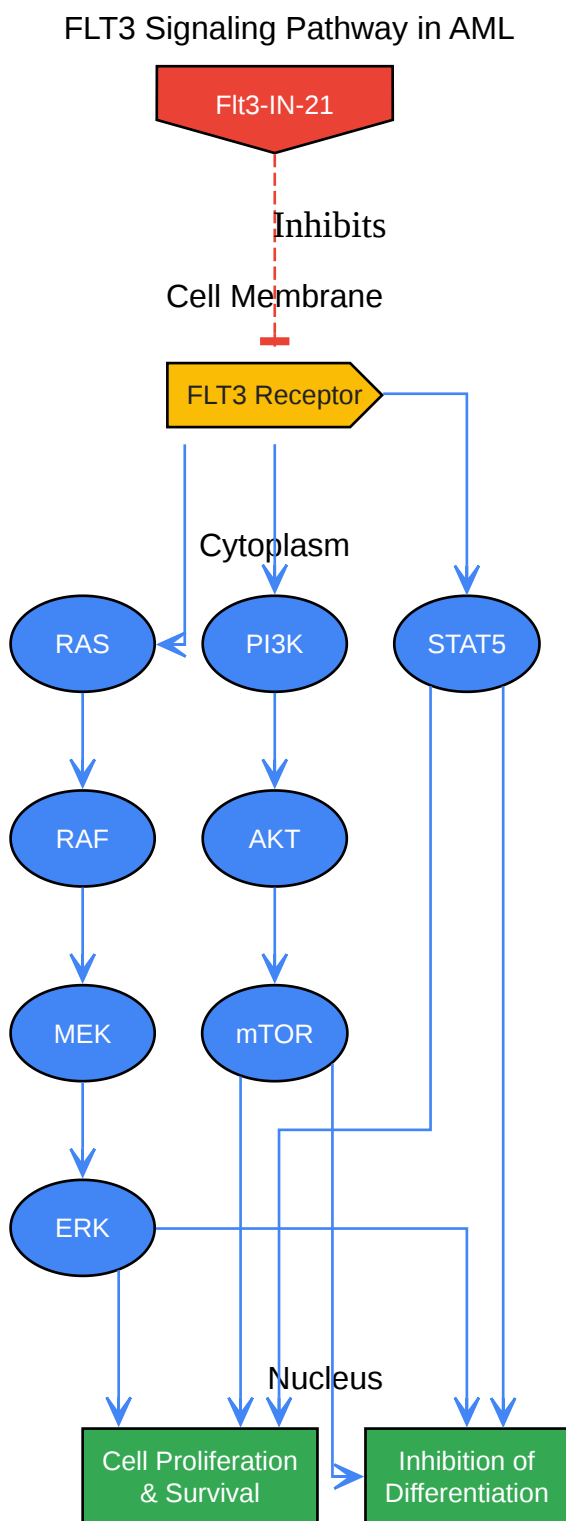 FLT3 Signaling Pathway in AML
Flt3-IN-21
Inhibits
Cell Membrane
FLT3 Receptor
Cytoplasm
RAS
PI3K
STAT5
RAF
AKT
MEK
mTOR
ERK
Nucleus
Cell Proliferation
& Survival
Inhibition of
Differentiation